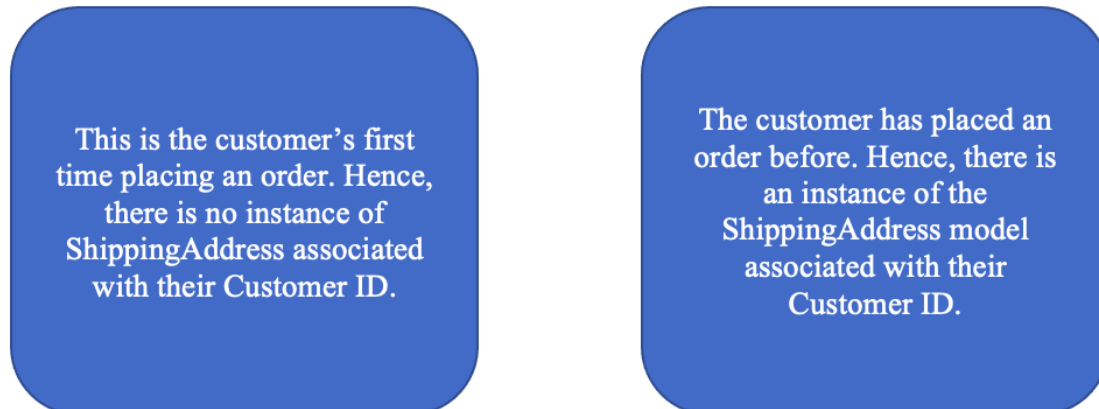 This is the customer’s first
time placing an order. Hence,
there is no instance of
ShippingAddress associated
with their Customer ID.
The customer has placed an
order before. Hence, there is
an instance of the
ShippingAddress model
associated with their
Customer ID.